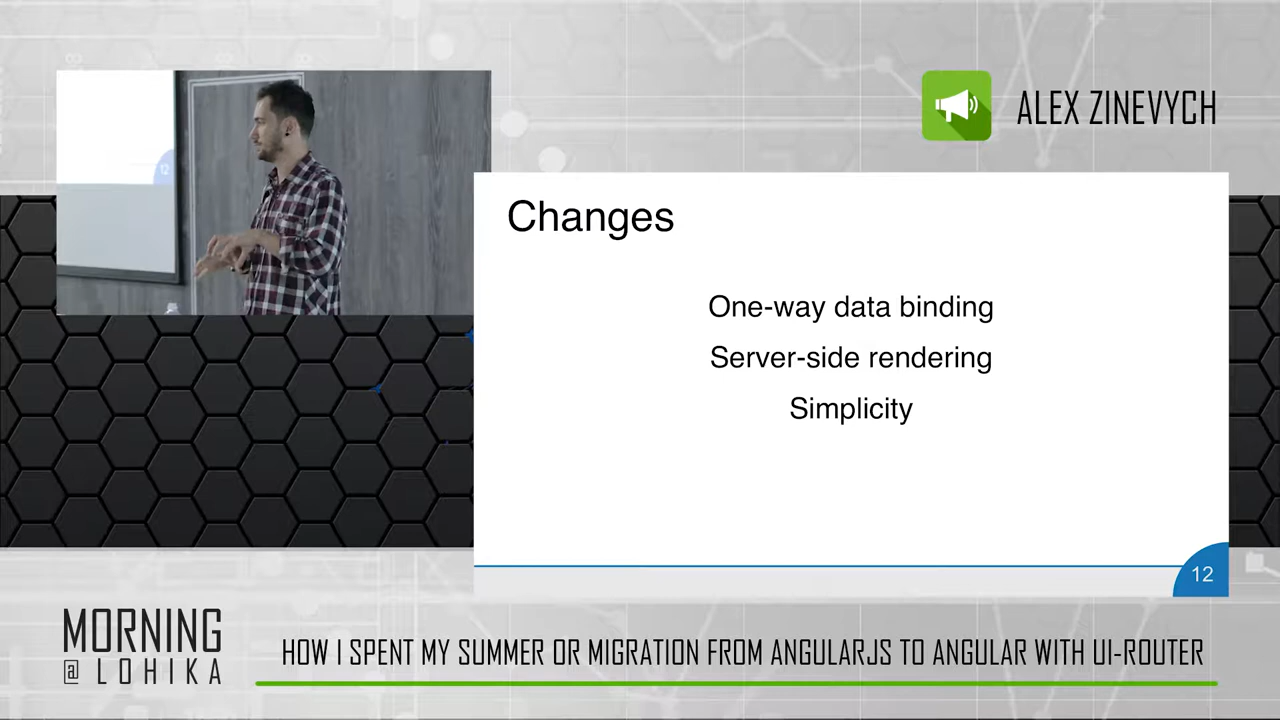 ALEX ZINEVYCH
Changes
One-way data binding
Server-side rendering
Simplicity
12
12
MORNING
@ LOHIKA
HOW I SPENT MY SUMMER OR MIGRATION FROM ANGULARJS TO ANGULAR WITH UI-ROUTER